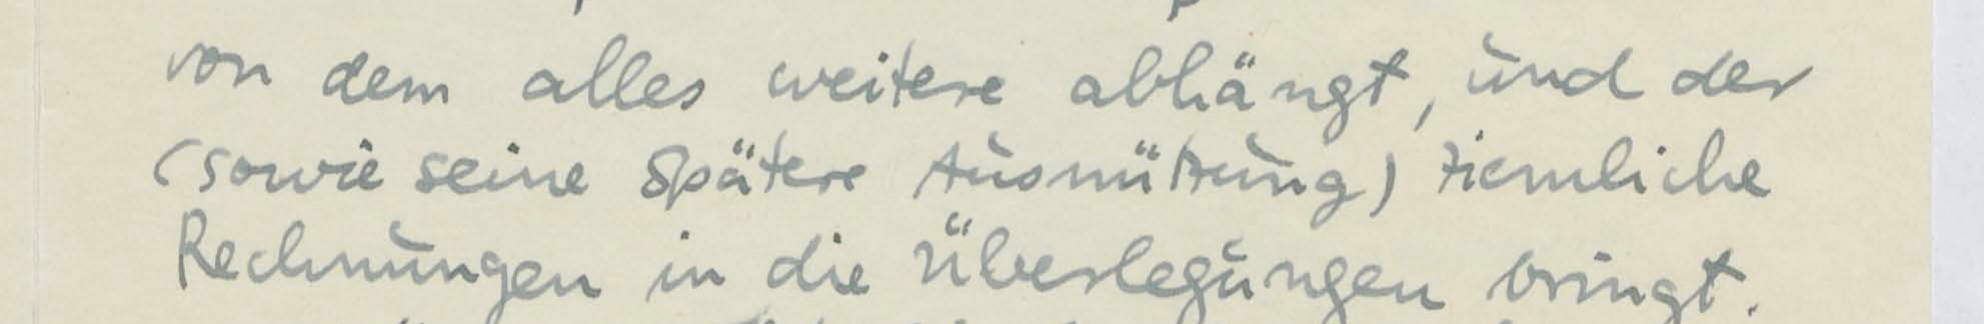 von dem alles weitere abhängt, und der
(sowie seine spätere Ausnützung) ziemliche
Rechnungen in die Überlegungen bringt.